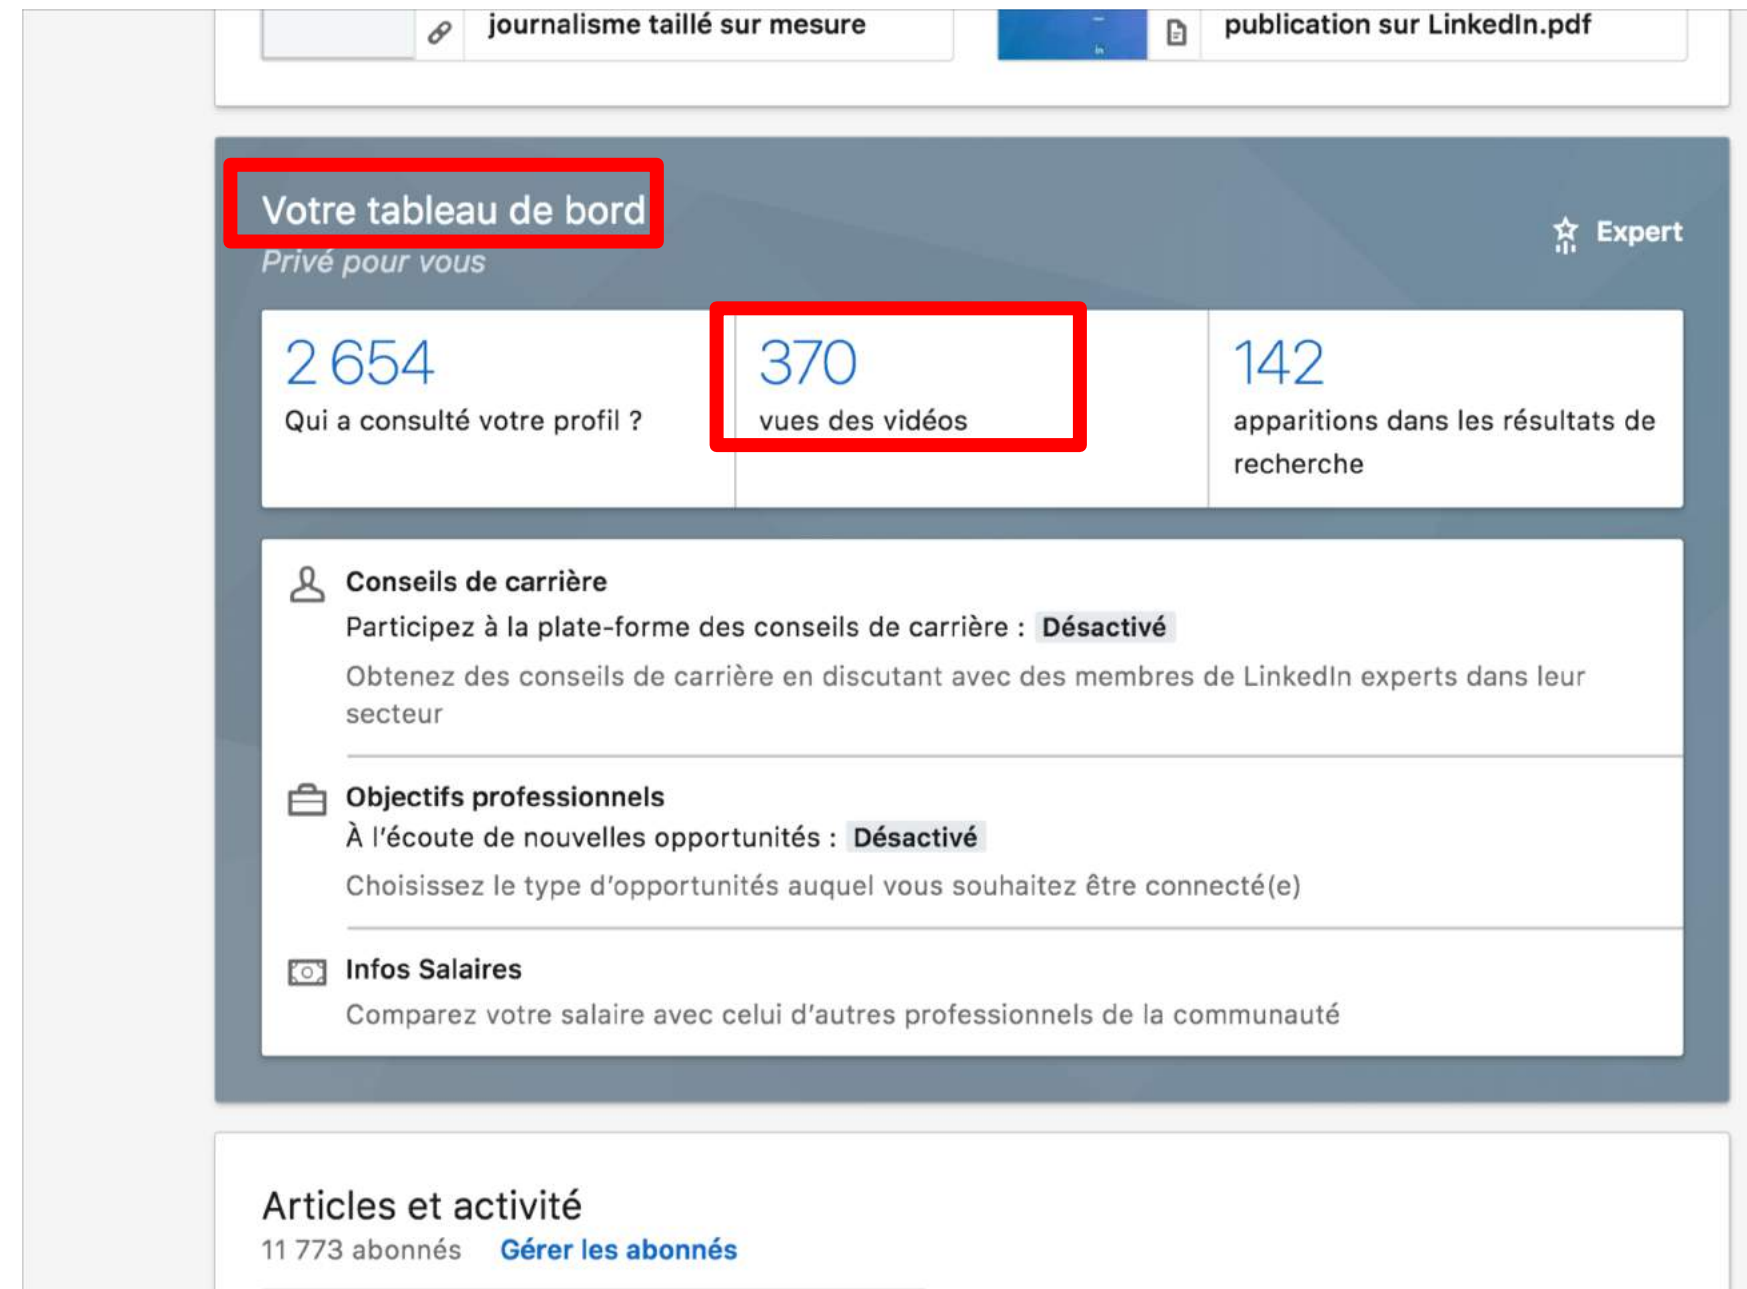 journalisme taillé sur mesure
publication sur LinkedIn.pdf
in
Votre tableau de bord
Privé pour vous
Expert
2 654
Qui a consulté votre profil ?
370
vues des vidéos
142
apparitions dans les résultats de
recherche
Conseils de carrière
Participez à la plate-forme des conseils de carrière : Désactivé
Obtenez des conseils de carrière en discutant avec des membres de LinkedIn experts dans leur
secteur
Objectifs professionnels
À l’écoute de nouvelles opportunités : Désactivé
Choisissez le type d’opportunités auquel vous souhaitez être connecté(e)
Infos Salaires
Comparez votre salaire avec celui d’autres professionnels de la communauté
Articles et activité
11 773 abonnés Gérer les abonnés